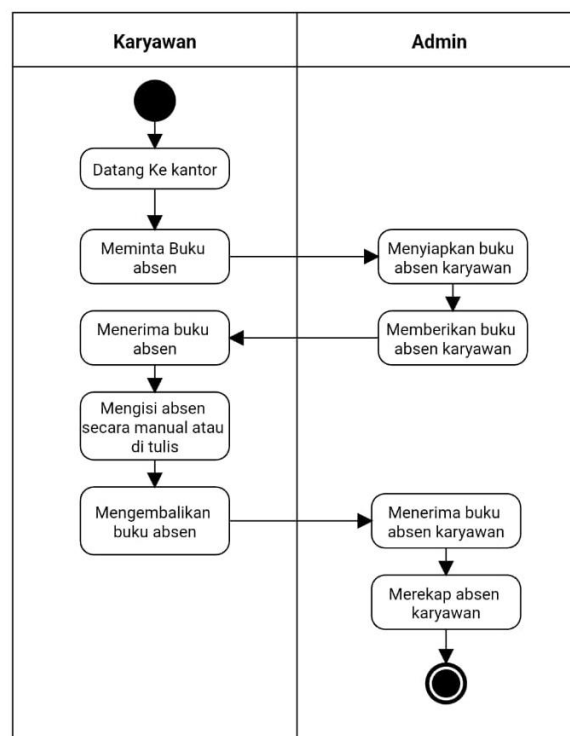 Karyawan
Admin
Datang Ke kantor
Meminta Buku
absen
Menyiapkan buku
absen karyawan
Memberikan buku
absen karyawan
Menerima buku
absen
Mengisi absen
secara manual atau
di tulis
Mengembalikan
buku absen
Menerima buku
absen karyawan
Merekap absen
karyawan